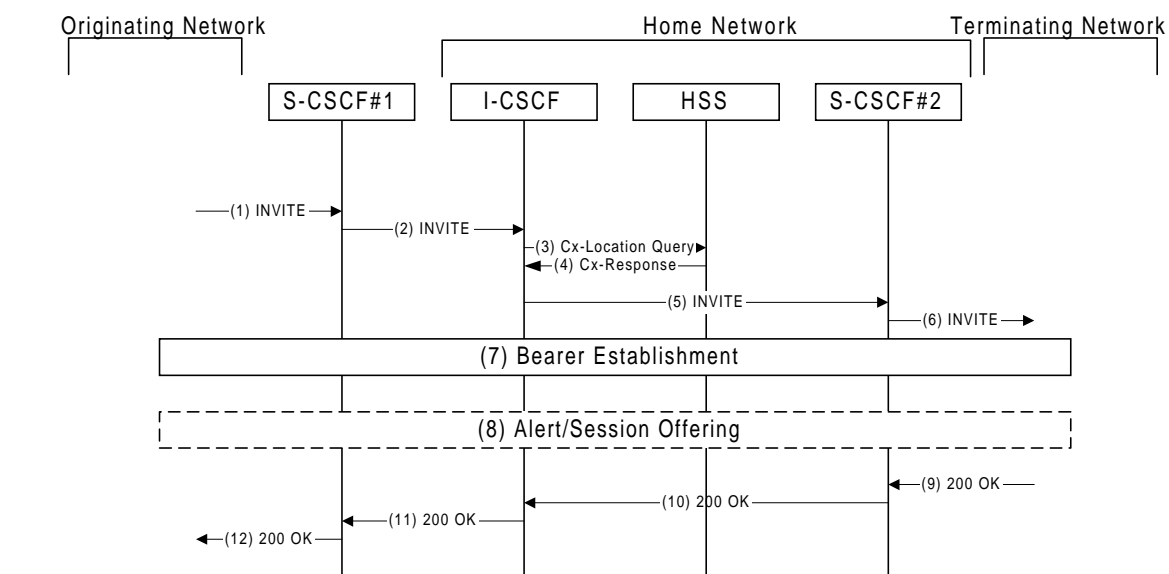 Originating Network
Home Network
Terminating Network
S-CSCF#1
I-CSCF
HSS
S-CSCF#2
(1) INVITE
(2) INVITE
(3) Cx-Location Query
(4) Cx-Response
(5) INVITE
(6) INVITE
(7) Bearer Establishment
(8) Alert/Session Offering
(9) 200 OK
(10) 200 OK
(11) 200 OK
(12) 200 OK